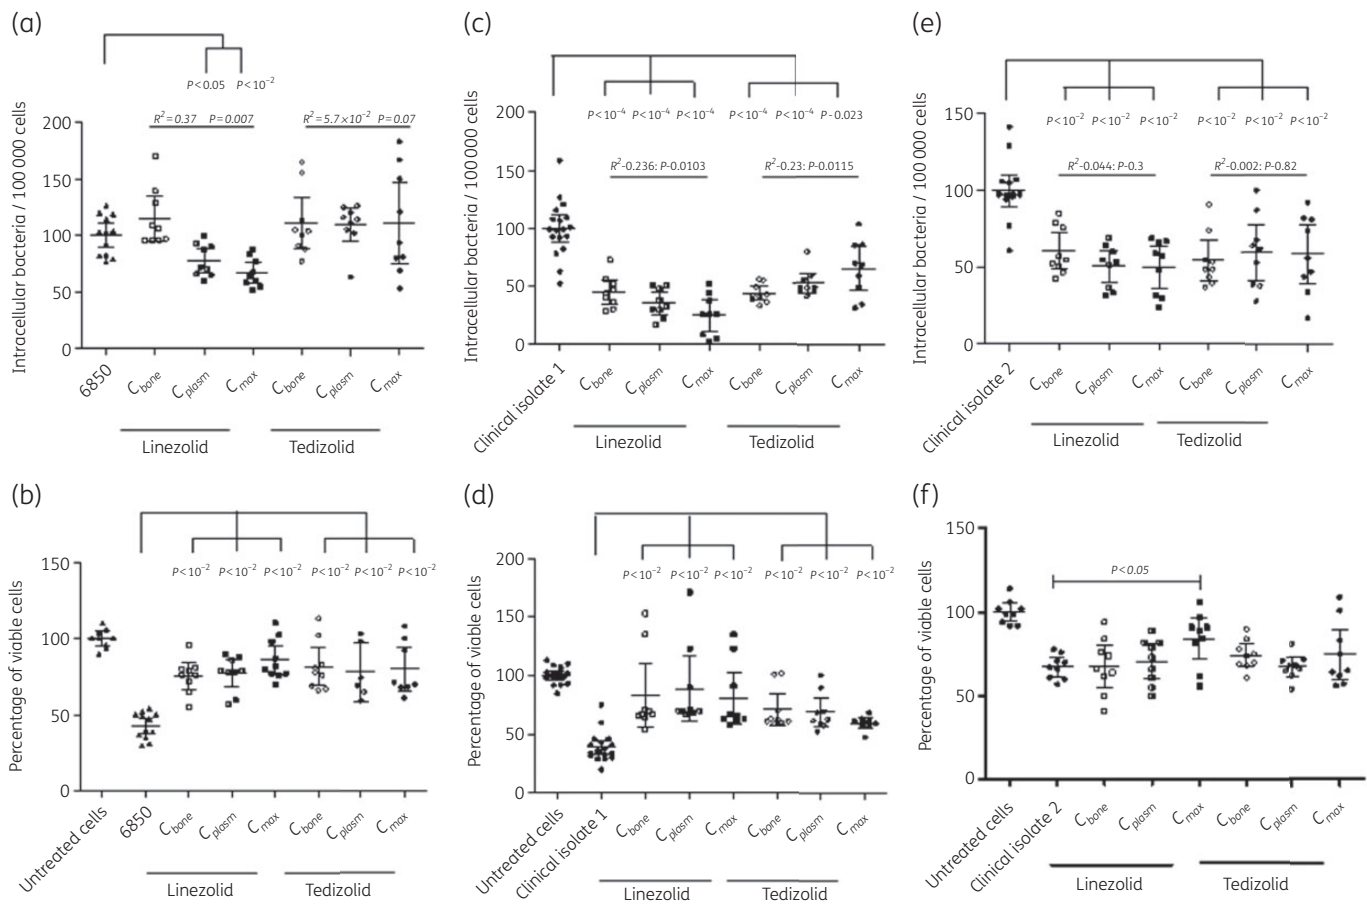 (a)
P<0.05 P<10⁻²
R²=0.37 P=0.007 R²=5.7×10⁻² P=0.07
Intracellular bacteria / 100 000 cells
200
150
100
50
0
6850 C_bone C_plasm C_max C_bone C_plasm C_max
Linezolid Tedizolid
(c)
P<10⁻⁴ P<10⁻⁴ P<10⁻⁴ P<10⁻⁴ P<10⁻⁴ P-0.023
R²-0.236: P-0.0103 R²-0.23: P-0.0115
Intracellular bacteria / 100 000 cells
200
150
100
50
0
Clinical isolate 1 C_bone C_plasm C_max C_bone C_plasm C_max
Linezolid Tedizolid
(e)
P<10⁻² P<10⁻² P<10⁻² P<10⁻² P<10⁻² P<10⁻²
R²-0.044: P-0.3 R²-0.002: P-0.82
Intracellular bacteria / 100 000 cells
150
100
50
0
Clinical isolate 2 C_bone C_plasm C_max C_bone C_plasm C_max
Linezolid Tedizolid
(b)
P<10⁻² P<10⁻² P<10⁻² P<10⁻² P<10⁻² P<10⁻²
Percentage of viable cells
150
100
50
0
Untreated cells 6850 C_bone C_plasm C_max C_bone C_plasm C_max
Linezolid Tedizolid
(d)
P<10⁻² P<10⁻² P<10⁻² P<10⁻² P<10⁻² P<10⁻²
Percentage of viable cells
200
150
100
50
0
Untreated cells Clinical isolate 1 C_bone C_plasm C_max C_bone C_plasm C_max
Linezolid Tedizolid
(f)
P<0.05
Percentage of viable cells
150
100
50
0
Untreated cells Clinical isolate 2 C_bone C_plasm C_max C_bone C_plasm C_max
Linezolid Tedizolid